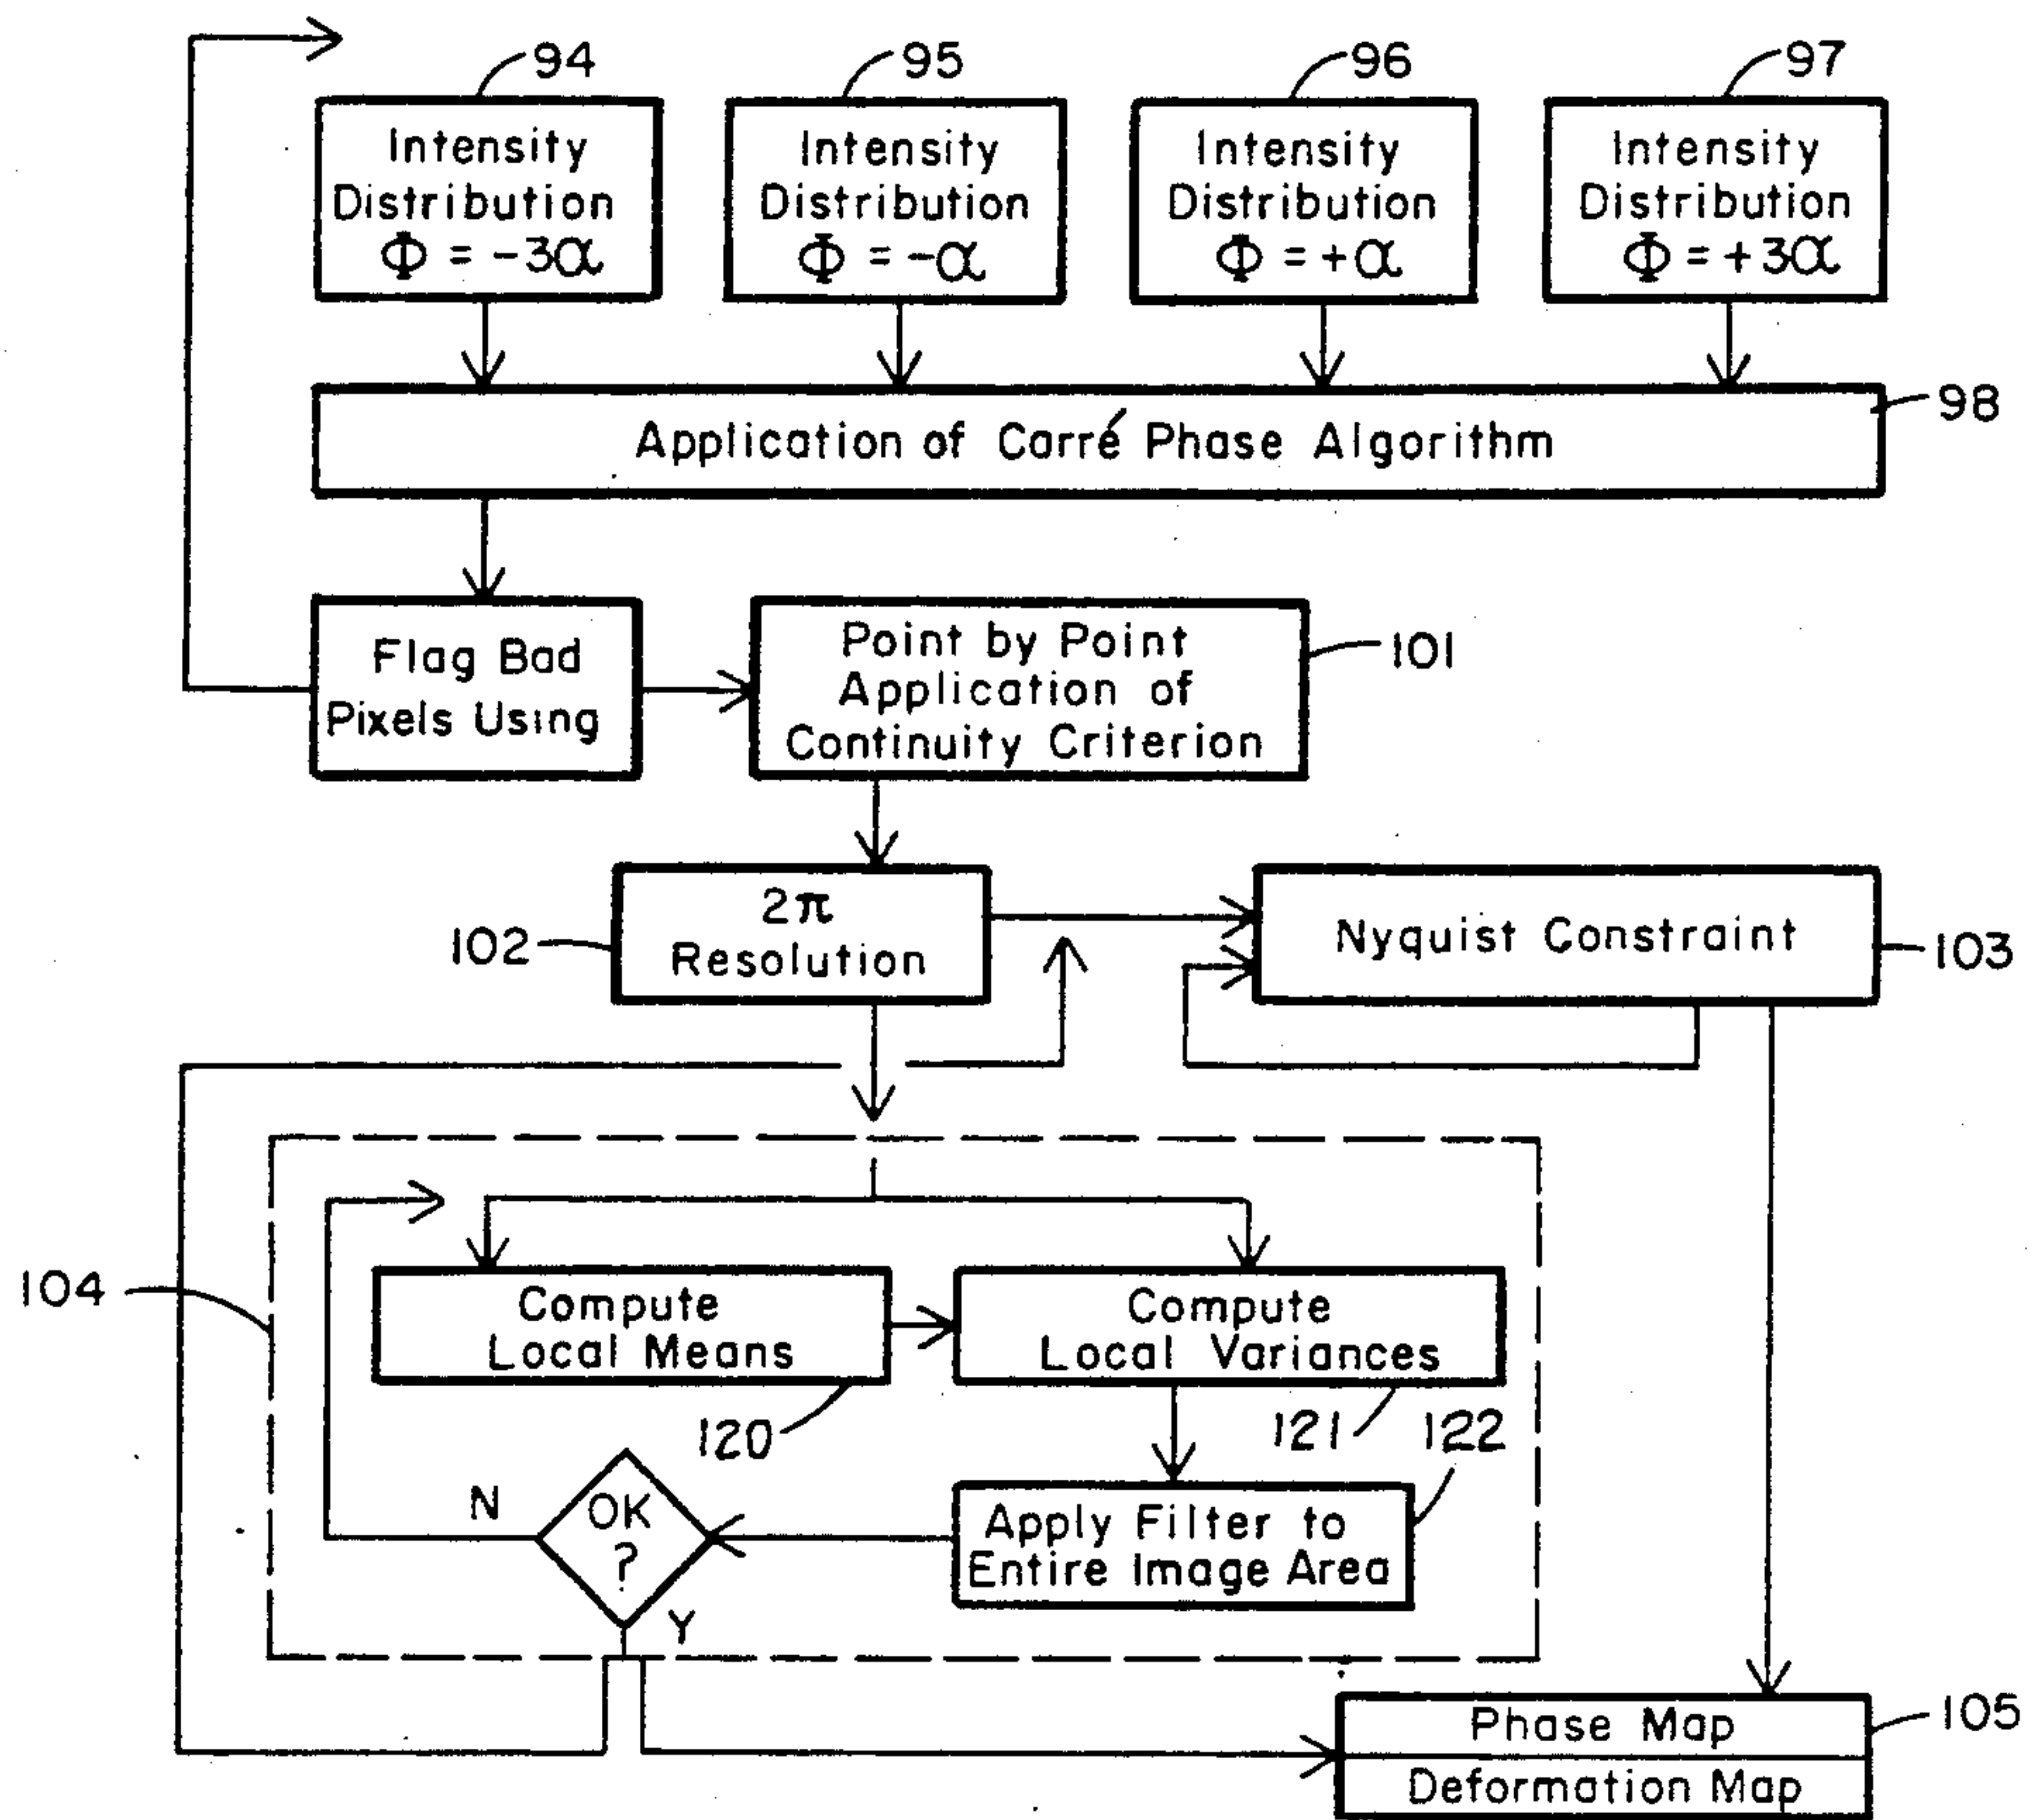 94
95
96
97
Intensity
Distribution
Φ = -3α
Intensity
Distribution
Φ = -α
Intensity
Distribution
Φ = +α
Intensity
Distribution
Φ = +3α
98
Application of Carré Phase Algorithm
Flag Bad
Pixels Using
Point by Point
Application of
Continuity Criterion
101
2π
Resolution
102
Nyquist Constraint
103
104
Compute
Local Means
Compute
Local Variances
120
121
122
N
OK
?
Y
Apply Filter to
Entire Image Area
Phase Map
Deformation Map
105